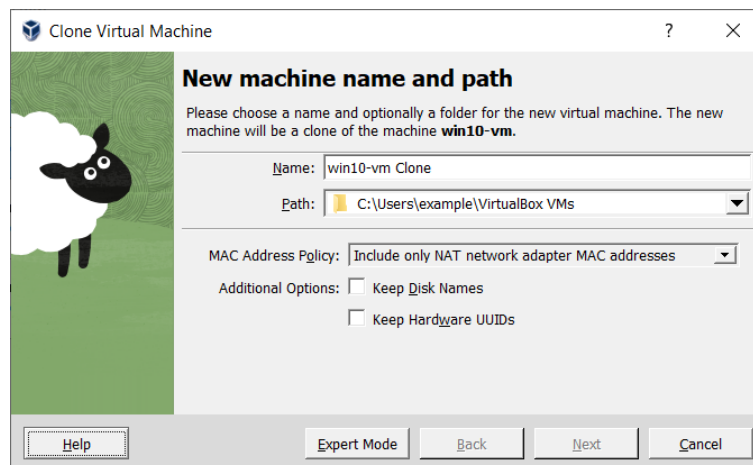 Clone Virtual Machine
New machine name and path
Please choose a name and optionally a folder for the new virtual machine. The new
machine will be a clone of the machine win10-vm.
Name: win10-vm Clone
Path: C:\Users\example\VirtualBox VMs
MAC Address Policy: Include only NAT network adapter MAC addresses
Additional Options: Keep Disk Names
Keep Hardware UUIDs
Help Expert Mode Back Next Cancel